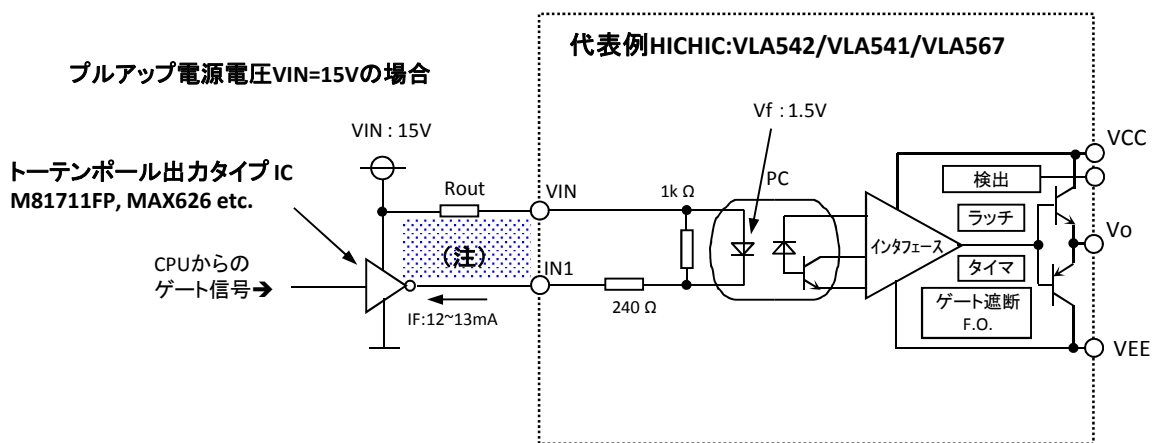 代表例HICHIC:VLA542/VLA541/VLA567
プルアップ電源電圧VIN=15Vの場合
Vf : 1.5V
VIN : 15V
VCC
トーテンポール出力タイプ IC
M81711FP, MAX626 etc.
Rout
VIN
1k Ω
PC
検出
ラッチ
Vo
(注)
インタフェース
CPUからの
ゲート信号➔
IN1
タイマ
240 Ω
IF:12~13mA
ゲート遮断
F.O.
VEE